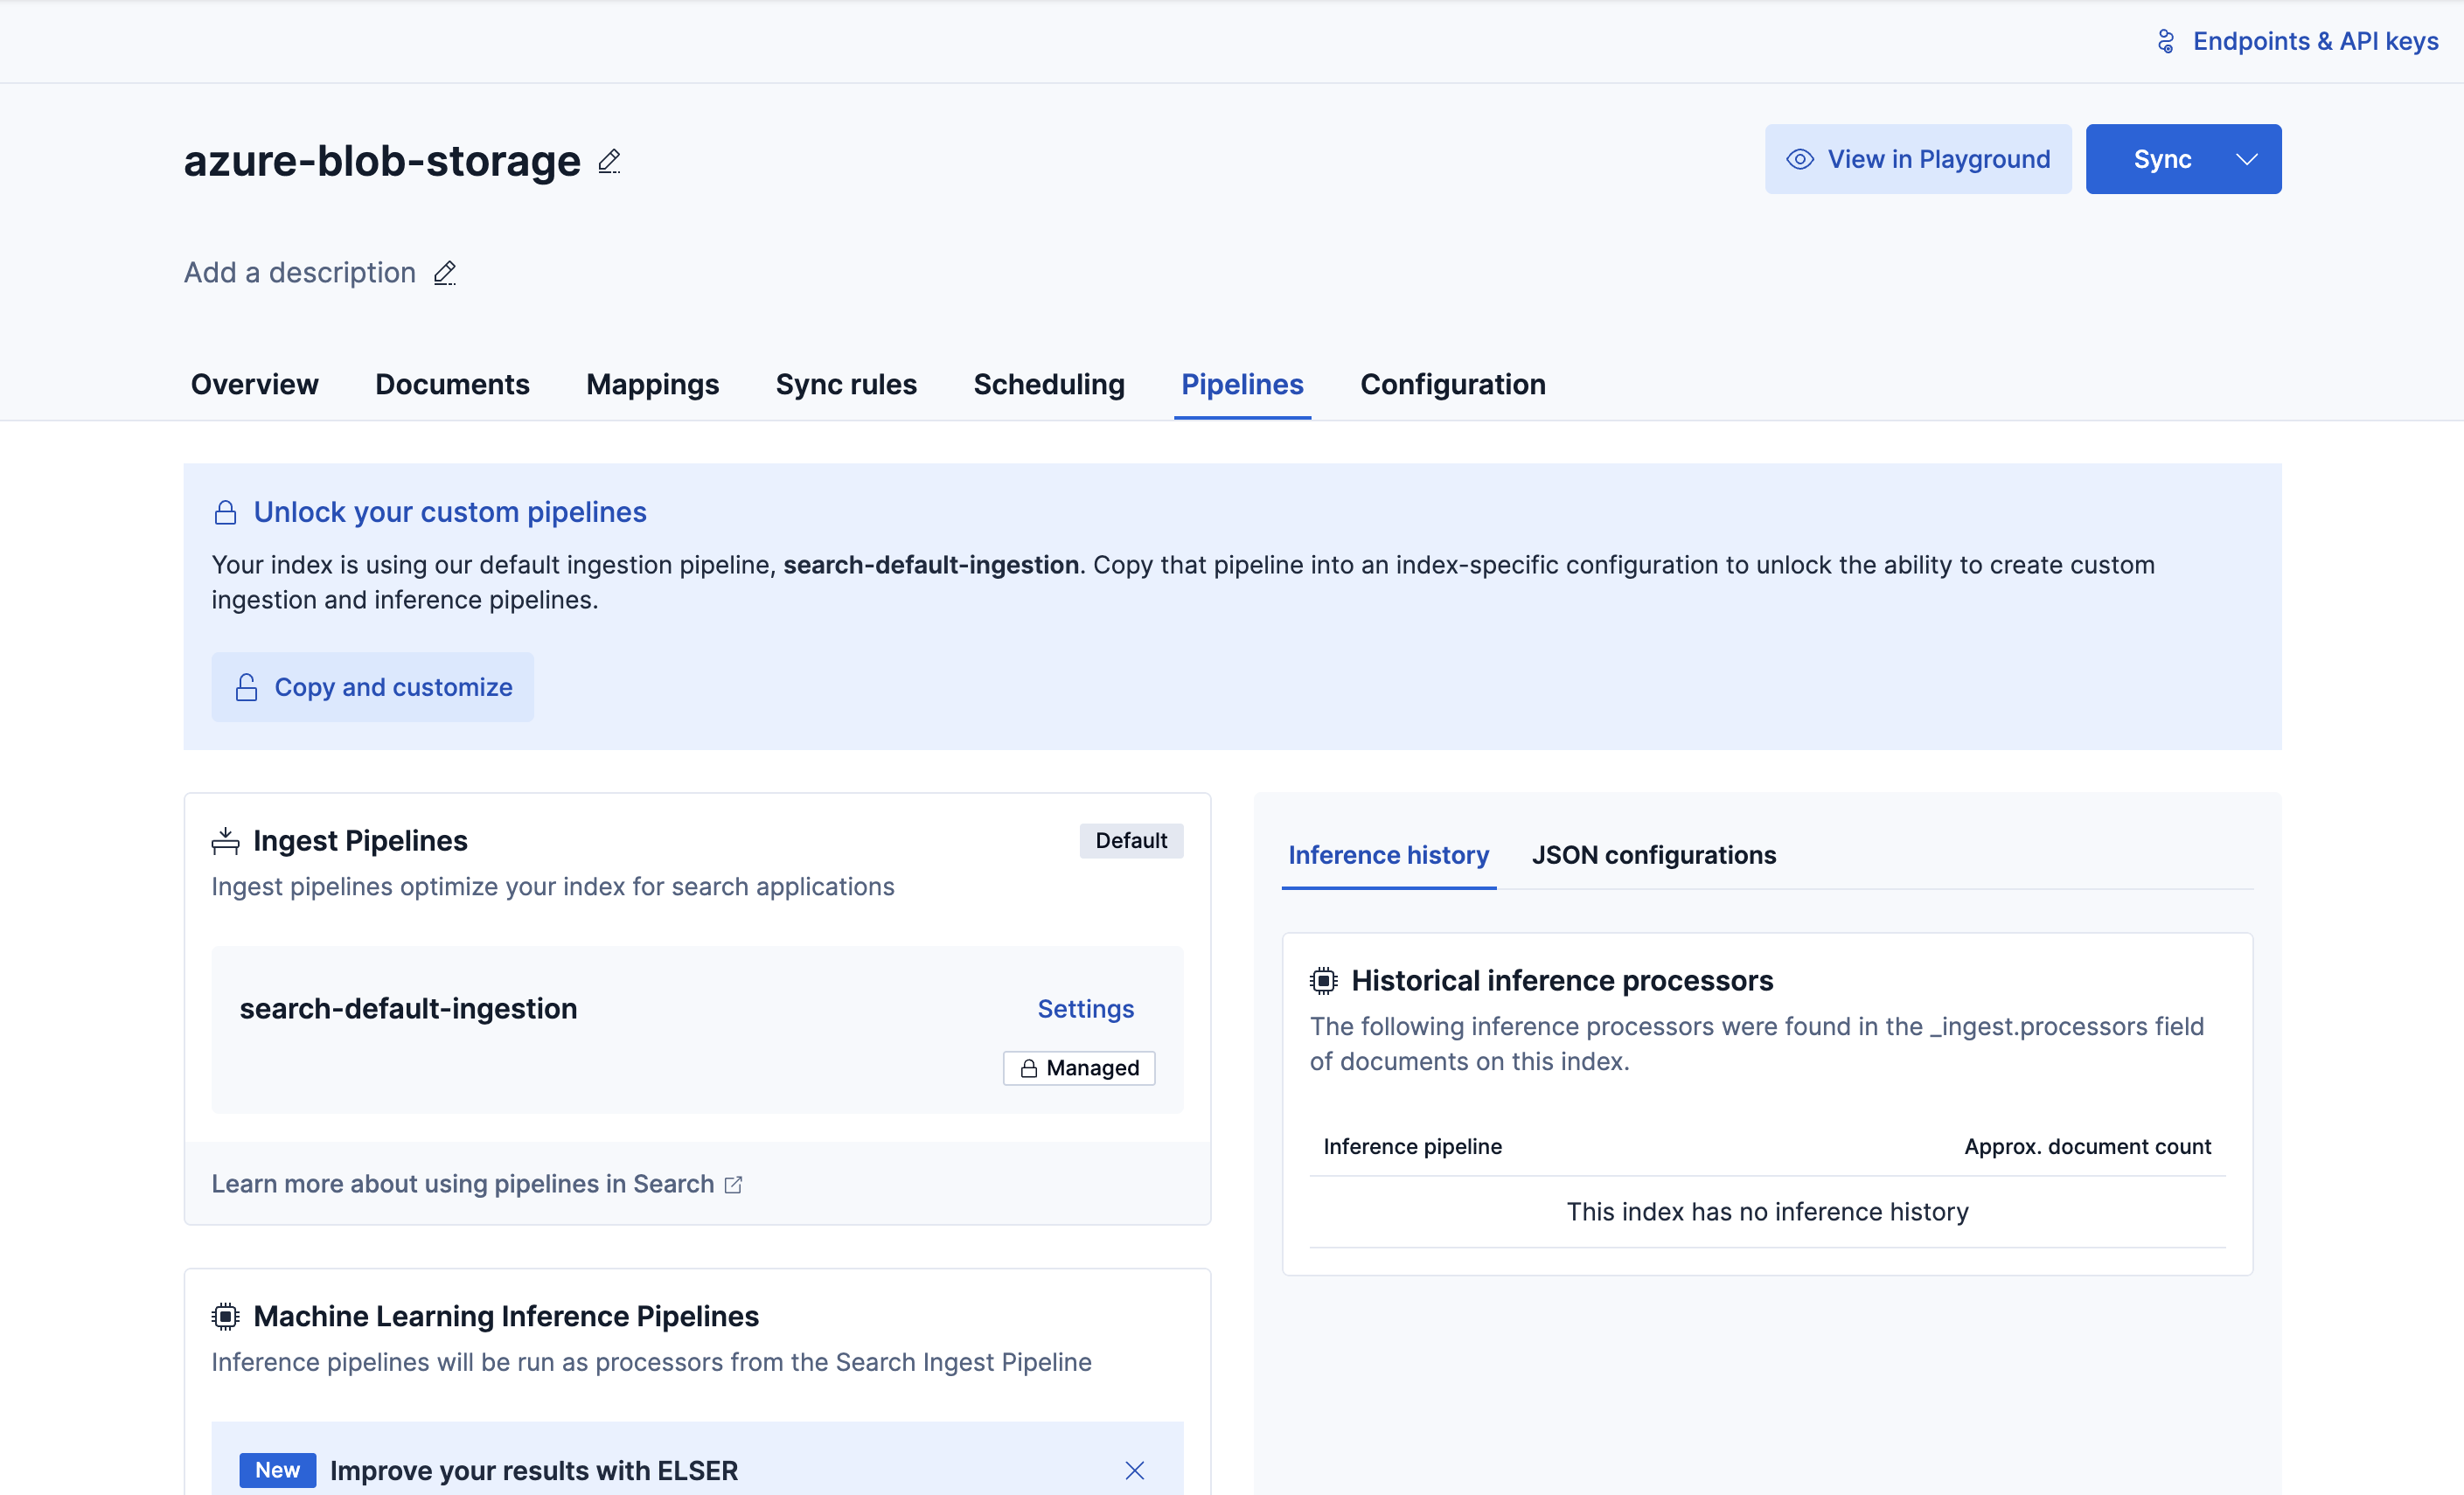 Endpoints & API keys
azure-blob-storage
View in Playground
Sync
Add a description
Overview Documents Mappings Sync rules Scheduling Pipelines Configuration
Unlock your custom pipelines
Your index is using our default ingestion pipeline, search-default-ingestion. Copy that pipeline into an index-specific configuration to unlock the ability to create custom
ingestion and inference pipelines.
Copy and customize
Ingest Pipelines
Default
Ingest pipelines optimize your index for search applications
search-default-ingestion
Settings
Managed
Learn more about using pipelines in Search
Machine Learning Inference Pipelines
Inference pipelines will be run as processors from the Search Ingest Pipeline
New
Improve your results with ELSER
Inference history JSON configurations
Historical inference processors
The following inference processors were found in the _ingest.processors field
of documents on this index.
Inference pipeline Approx. document count
This index has no inference history